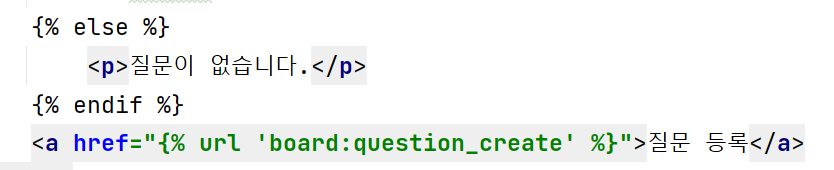 {% else %}
<p>질문이 없습니다.</p>
{% endif %}
<a href="{% url 'board:question_create' %}">질문 등록</a>